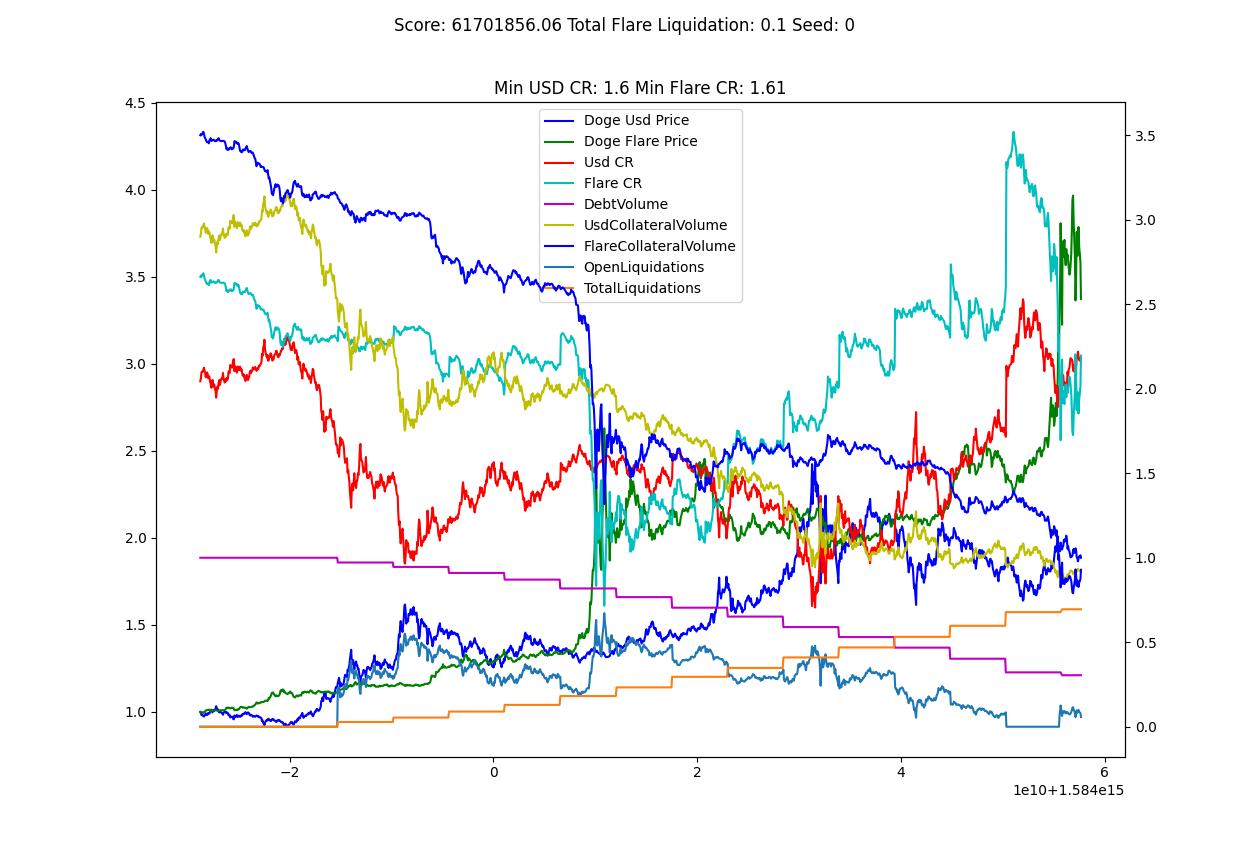 Score: 61701856.06 Total Flare Liquidation: 0.1 Seed: 0
Min USD CR: 1.6 Min Flare CR: 1.61
4.5
4.0
3.5
3.0
2.5
2.0
1.5
1.0
Doge Usd Price
Doge Flare Price
Usd CR
Flare CR
DebtVolume
UsdCollateralVolume
FlareCollateralVolume
OpenLiquidations
TotalLiquidations
3.5
3.0
2.5
2.0
1.5
1.0
0.5
0.0
−2 0 2 4 6
1e10+1.584e15